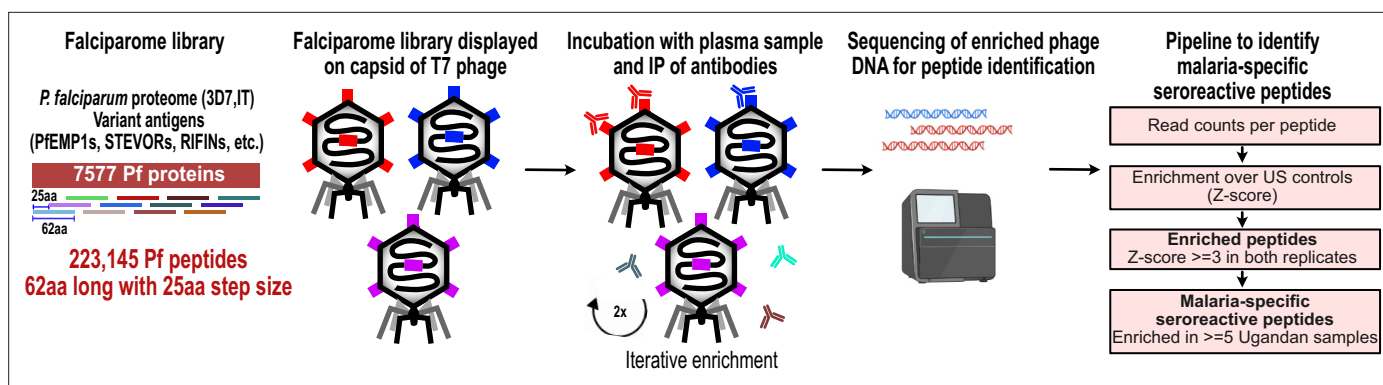 Falciparome library
P. falciparum proteome (3D7,IT)
Variant antigens
(PfEMP1s, STEVORs, RIFINs, etc.)
7577 Pf proteins
25aa
62aa
223,145 Pf peptides
62aa long with 25aa step size
Falciparome library displayed
on capsid of T7 phage
Incubation with plasma sample
and IP of antibodies
2x
Iterative enrichment
Sequencing of enriched phage
DNA for peptide identification
Pipeline to identify
malaria-specific
seroreactive peptides
Read counts per peptide
Enrichment over US controls
(Z-score)
Enriched peptides
Z-score >=3 in both replicates
Malaria-specific
seroreactive peptides
Enriched in >=5 Ugandan samples